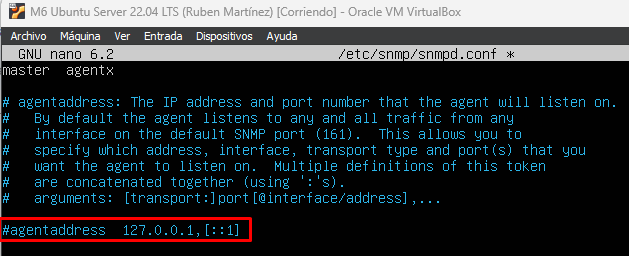 M6 Ubuntu Server 22.04 LTS (Ruben Martínez) [Corriendo] - Oracle VM VirtualBox
Archivo Máquina Ver Entrada Dispositivos Ayuda
GNU nano 6.2 /etc/snmp/snmpd.conf *
master agentx
# agentaddress: The IP address and port number that the agent will listen on.
# By default the agent listens to any and all traffic from any
# interface on the default SNMP port (161). This allows you to
# specify which address, interface, transport type and port(s) that you
# want the agent to listen on. Multiple definitions of this token
# are concatenated together (using ':'s).
# arguments: [transport:]port[@interface/address],...
#agentaddress 127.0.0.1,[::1]